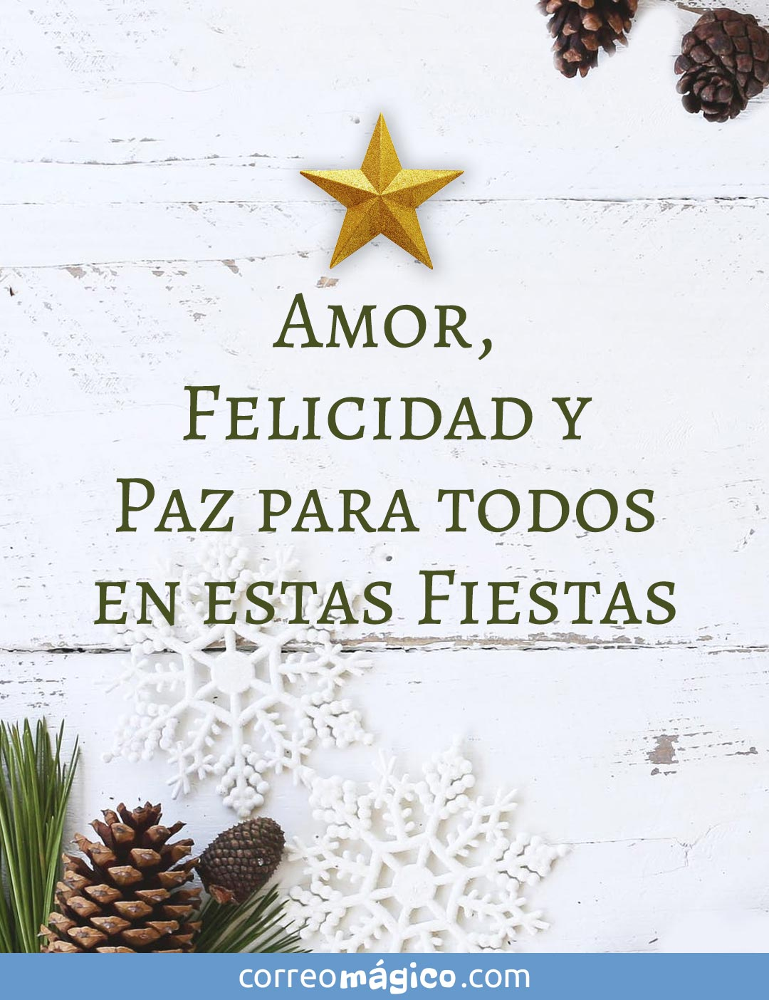 Amor,
Felicidad y
Paz para todos
en estas Fiestas
correomágico.com